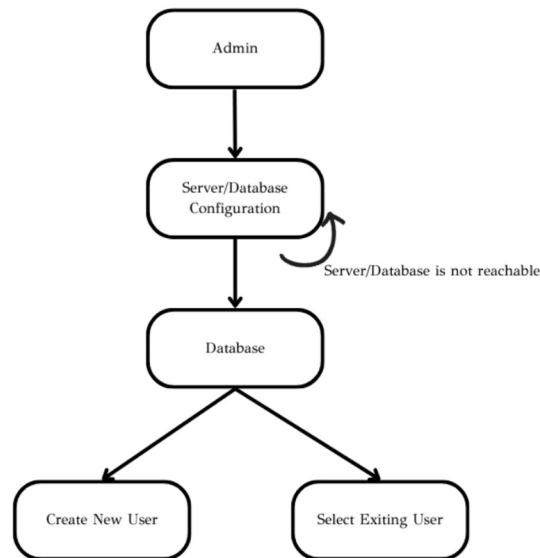 Admin
Server/Database
Configuration
Server/Database is not reachable
Database
Create New User
Select Exiting User